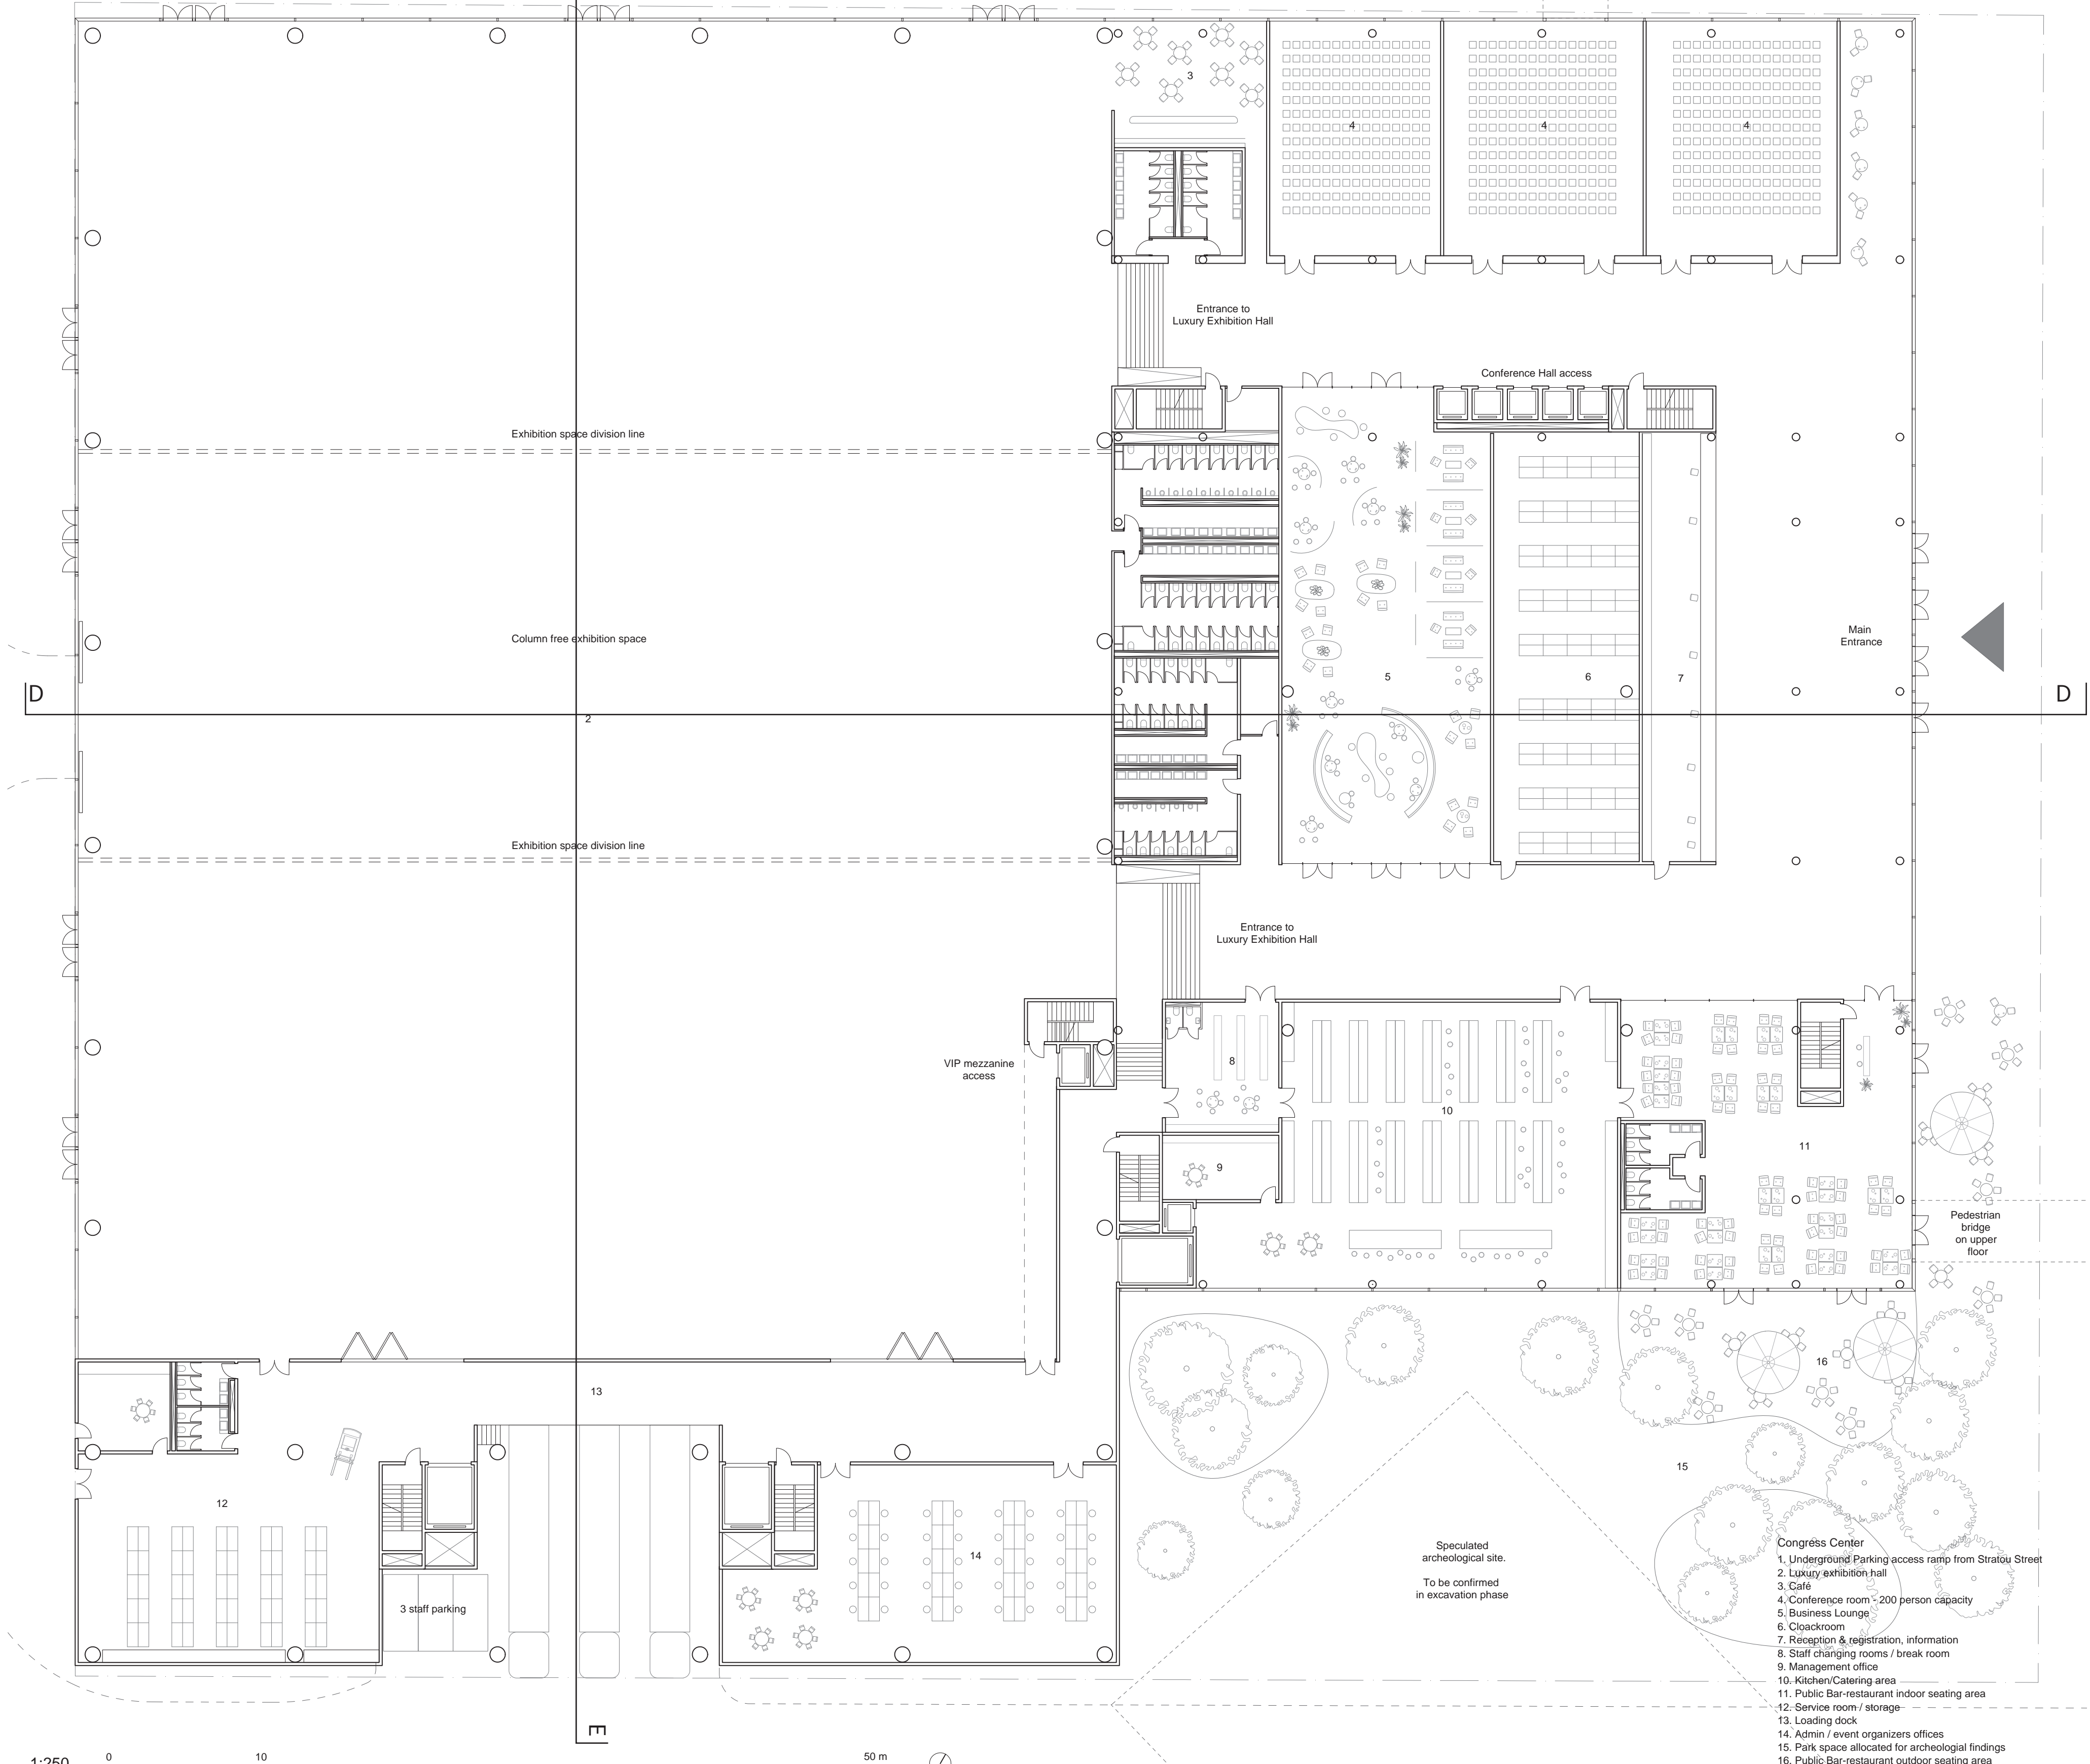 3
4
4
4
Entrance to
Luxury Exhibition Hall
Conference Hall access
Exhibition space division line
Column free exhibition space
Main
Entrance
5
6
7
D
D
2
Exhibition space division line
Entrance to
Luxury Exhibition Hall
VIP mezzanine
access
8
10
11
9
Pedestrian
bridge
on upper
floor
16
13
15
12
14
3 staff parking
Speculated
archeological site.
To be confirmed
in excavation phase
Congress Center
1. Underground Parking access ramp from Stratou Street
2. Luxury exhibition hall
3. Café
4. Conference room - 200 person capacity
5. Business Lounge
6. Cloackroom
7. Reception & registration, information
8. Staff changing rooms / break room
9. Management office
10. Kitchen/Catering area
11. Public Bar-restaurant indoor seating area
12. Service room / storage
13. Loading dock
14. Admin / event organizers offices
15. Park space allocated for archeologial findings
16. Public Bar-restaurant outdoor seating area
E
1:250 0 10 50 m